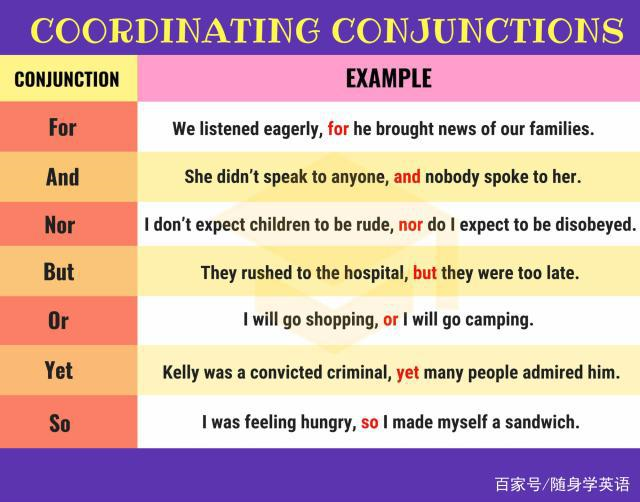 COORDINATING CONJUNCTIONS
CONJUNCTION EXAMPLE
For We listened eagerly, for he brought news of our families.
And She didn't speak to anyone, and nobody spoke to her.
Nor I don't expect children to be rude, nor do I expect to be disobeyed.
But They rushed to the hospital, but they were too late.
Or I will go shopping, or I will go camping.
Yet Kelly was a convicted criminal, yet many people admired him.
So I was feeling hungry, so I made myself a sandwich.
百家号/随身学英语